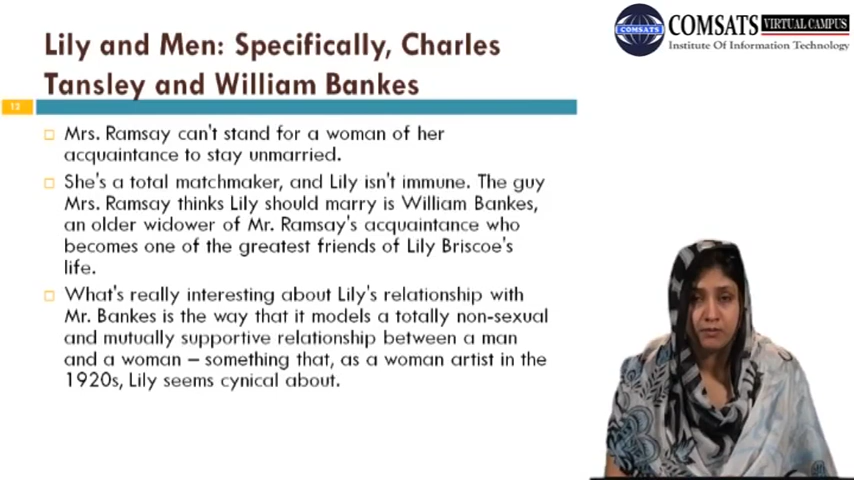 Lily and Men: Specifically, Charles
Tansley and William Bankes
COMSATS
COMSATS VIRTUAL CAMPUS
Institute Of Information Technology
13
Mrs. Ramsay can't stand for a woman of her
acquaintance to stay unmarried.
She's a total matchmaker, and Lily isn't immune. The guy
Mrs. Ramsay thinks Lily should marry is William Bankes,
an older widower of Mr. Ramsay's acquaintance who
becomes one of the greatest friends of Lily Briscoe's
life.
What's really interesting about Lily's relationship with
Mr. Bankes is the way that it models a totally non-sexual
and mutually supportive relationship between a man
and a woman – something that, as a woman artist in the
1920s, Lily seems cynical about.